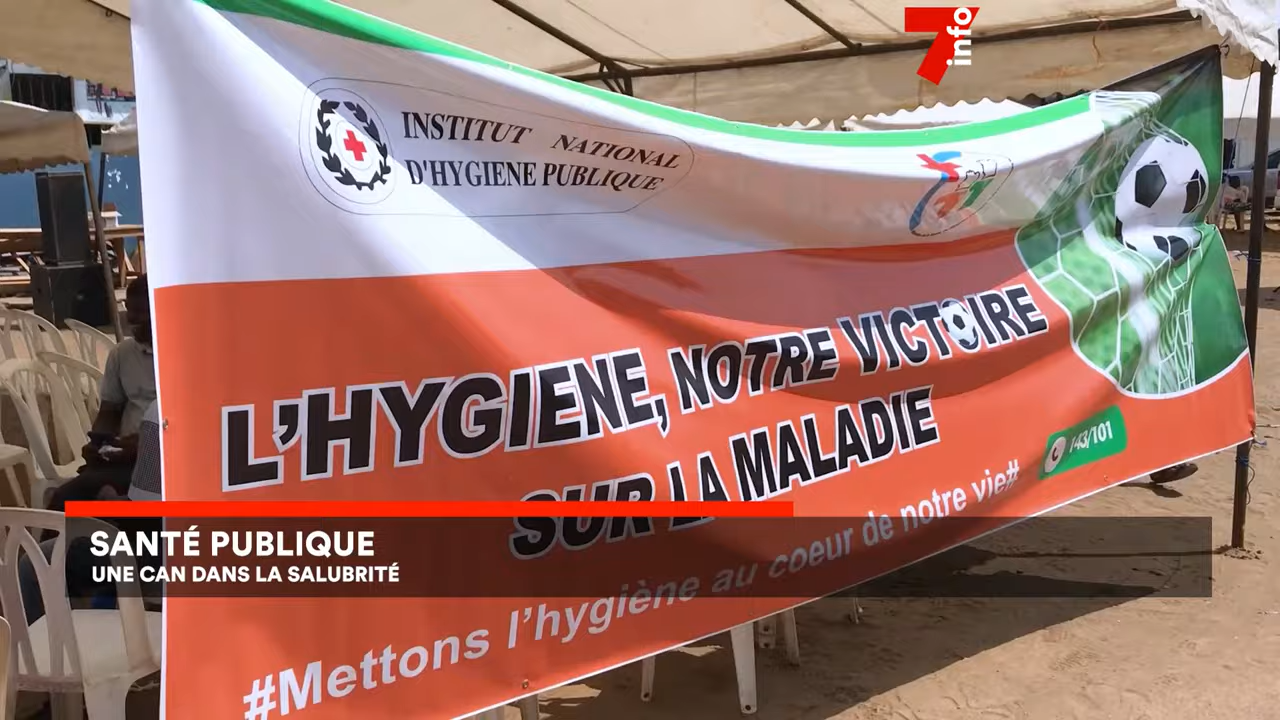 7info
INSTITUT NATIONAL
D'HYGIENE PUBLIQUE
L'HYGIENE, NOTRE VICTOIRE
SUR LA MALADIE
#Mettons l'hygiène au coeur de notre vie#
143/101
SANTÉ PUBLIQUE
UNE CAN DANS LA SALUBRITÉ